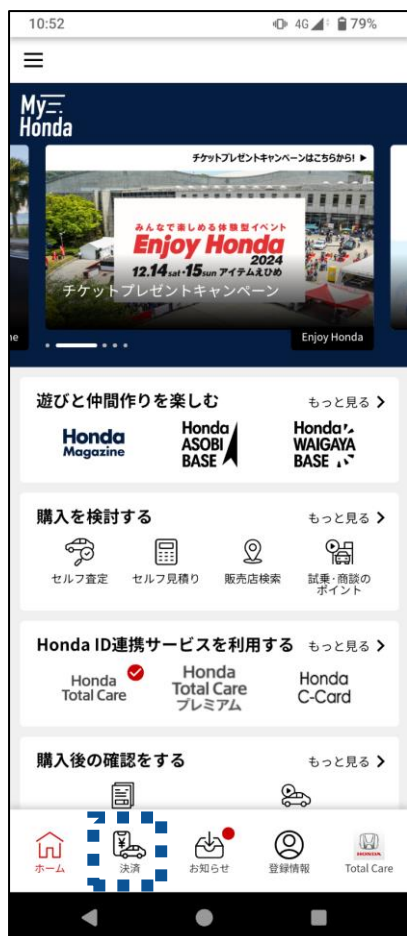 10:52 4G 79%
My
Honda
チケットプレゼントキャンペーンはこちらから! ▶
みんなで楽しめる体験型イベント
Enjoy Honda
2024
12.14sat-15sun アイテムえひめ
チケットプレゼントキャンペーン
ne
Enjoy Honda
遊びと仲間作りを楽しむ もっと見る
Honda Magazine
Honda ASOBI BASE
Honda WAIGAYA BASE
購入を検討する もっと見る
セルフ査定 セルフ見積り 販売店検索 試乗・商談のポイント
Honda ID連携サービスを利用する もっと見る
Honda Total Care
Honda Total Care プレミアム
Honda C-Card
購入後の確認をする もっと見る
ホーム 決済 お知らせ 登録情報 Total Care
HONDA